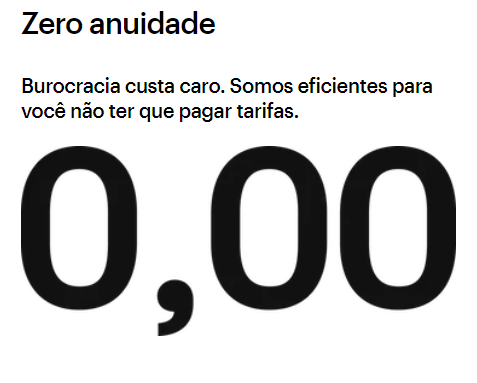 Zero anuidade
Burocracia custa caro. Somos eficientes para
você não ter que pagar tarifas.
0,00